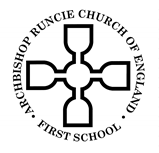 · ARCHBISHOP RUNCIE CHURCH OF ENGLAND ·
FIRST SCHOOL